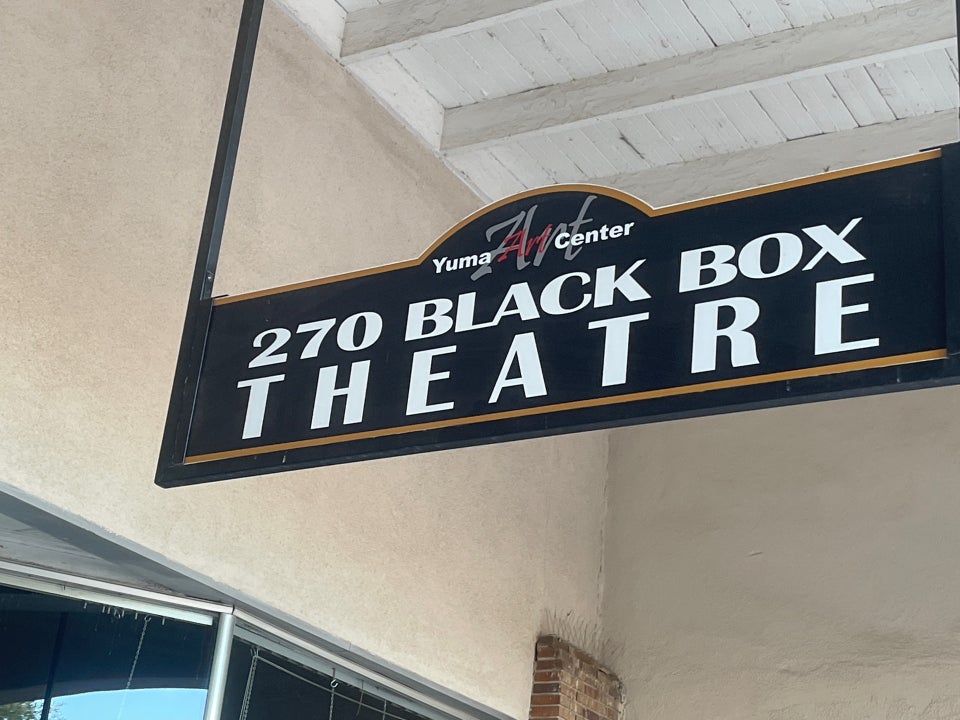 Yuma Art Center
270 BLACK BOX
THEATRE